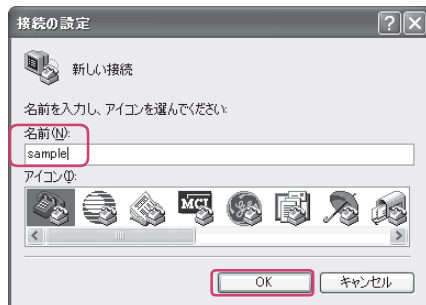 接続の設定
新しい接続
名前を入力し、アイコンを選んでください:
名前(N):
sample
アイコン(I):
MCI
OK
キャンセル